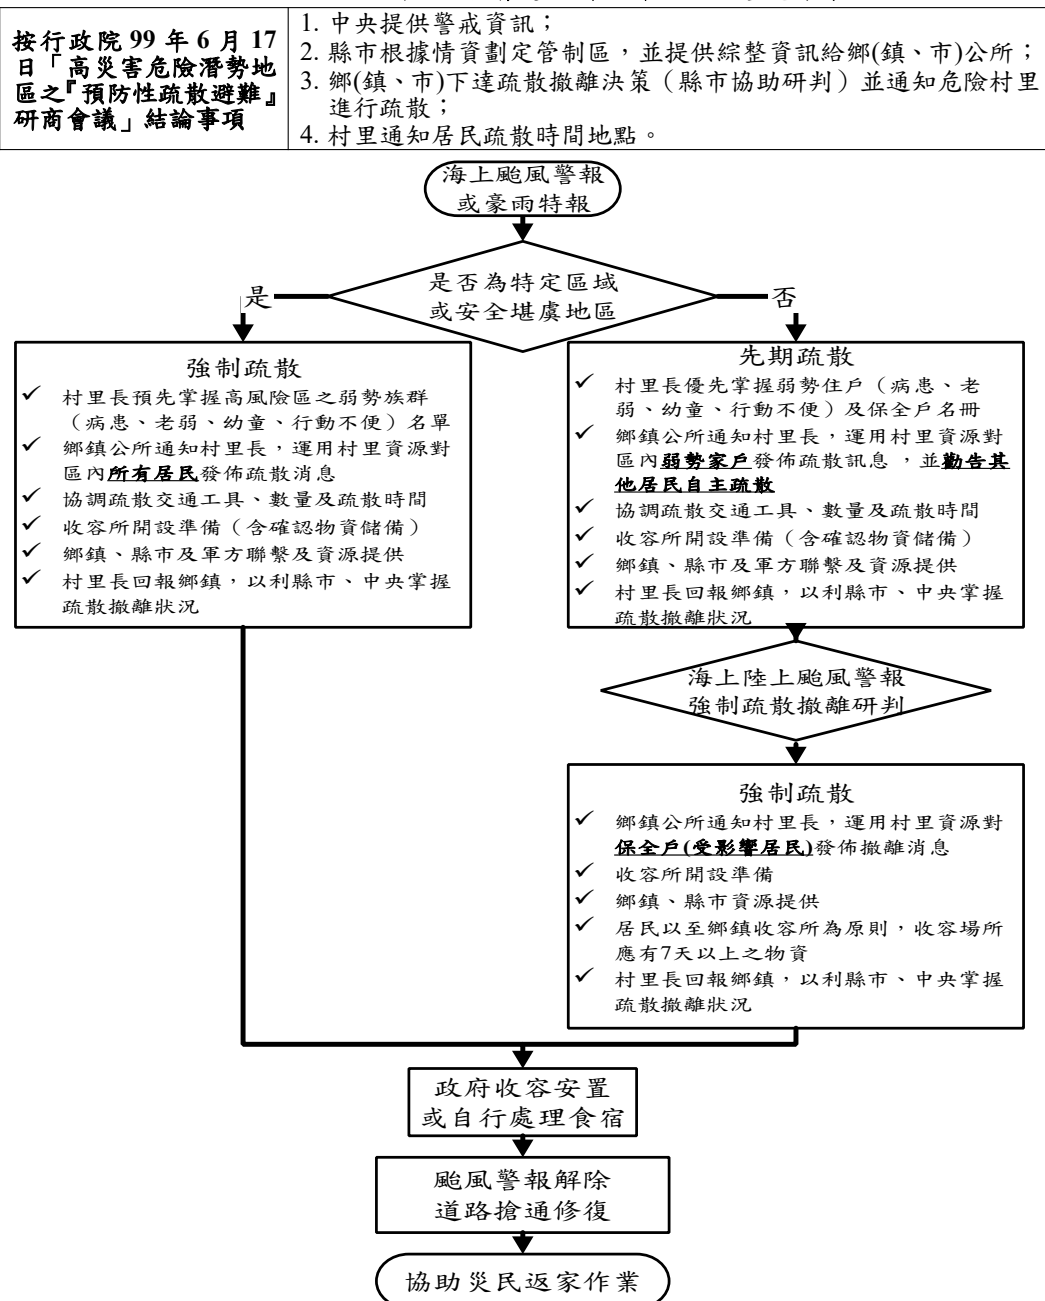 按行政院 99 年 6 月 17
日「高災害危險潛勢地
區之『預防性疏散避難』
研商會議」結論事項
1. 中央提供警戒資訊；
2. 縣市根據情資劃定管制區，並提供綜整資訊給鄉(鎮、市)公所；
3. 鄉(鎮、市)下達疏散撤離決策（縣市協助研判）並通知危險村里
進行疏散；
4. 村里通知居民疏散時間地點。
海上颱風警報
或豪雨特報
是否為特定區域
或安全堪虞地區
是
否
強制疏散
✓ 村里長預先掌握高風險區之弱勢族群
（病患、老弱、幼童、行動不便）名單
✓ 鄉鎮公所通知村里長，運用村里資源對
區內所有居民發佈疏散消息
✓ 協調疏散交通工具、數量及疏散時間
✓ 收容所開設準備（含確認物資儲備）
✓ 鄉鎮、縣市及軍方聯繫及資源提供
✓ 村里長回報鄉鎮，以利縣市、中央掌握
疏散撤離狀況
先期疏散
✓ 村里長優先掌握弱勢住戶（病患、老
弱、幼童、行動不便）及保全戶名冊
✓ 鄉鎮公所通知村里長，運用村里資源對
區內弱勢家戶發佈疏散訊息 ，並勸告其
他居民自主疏散
✓ 協調疏散交通工具、數量及疏散時間
✓ 收容所開設準備（含確認物資儲備）
✓ 鄉鎮、縣市及軍方聯繫及資源提供
✓ 村里長回報鄉鎮，以利縣市、中央掌握
疏散撤離狀況
海上陸上颱風警報
強制疏散撤離研判
強制疏散
✓ 鄉鎮公所通知村里長，運用村里資源對
保全戶(受影響居民)發佈撤離消息
✓ 收容所開設準備
✓ 鄉鎮、縣市資源提供
✓ 居民以至鄉鎮收容所為原則，收容場所
應有7天以上之物資
✓ 村里長回報鄉鎮，以利縣市、中央掌握
疏散撤離狀況
政府收容安置
或自行處理食宿
颱風警報解除
道路搶通修復
協助災民返家作業